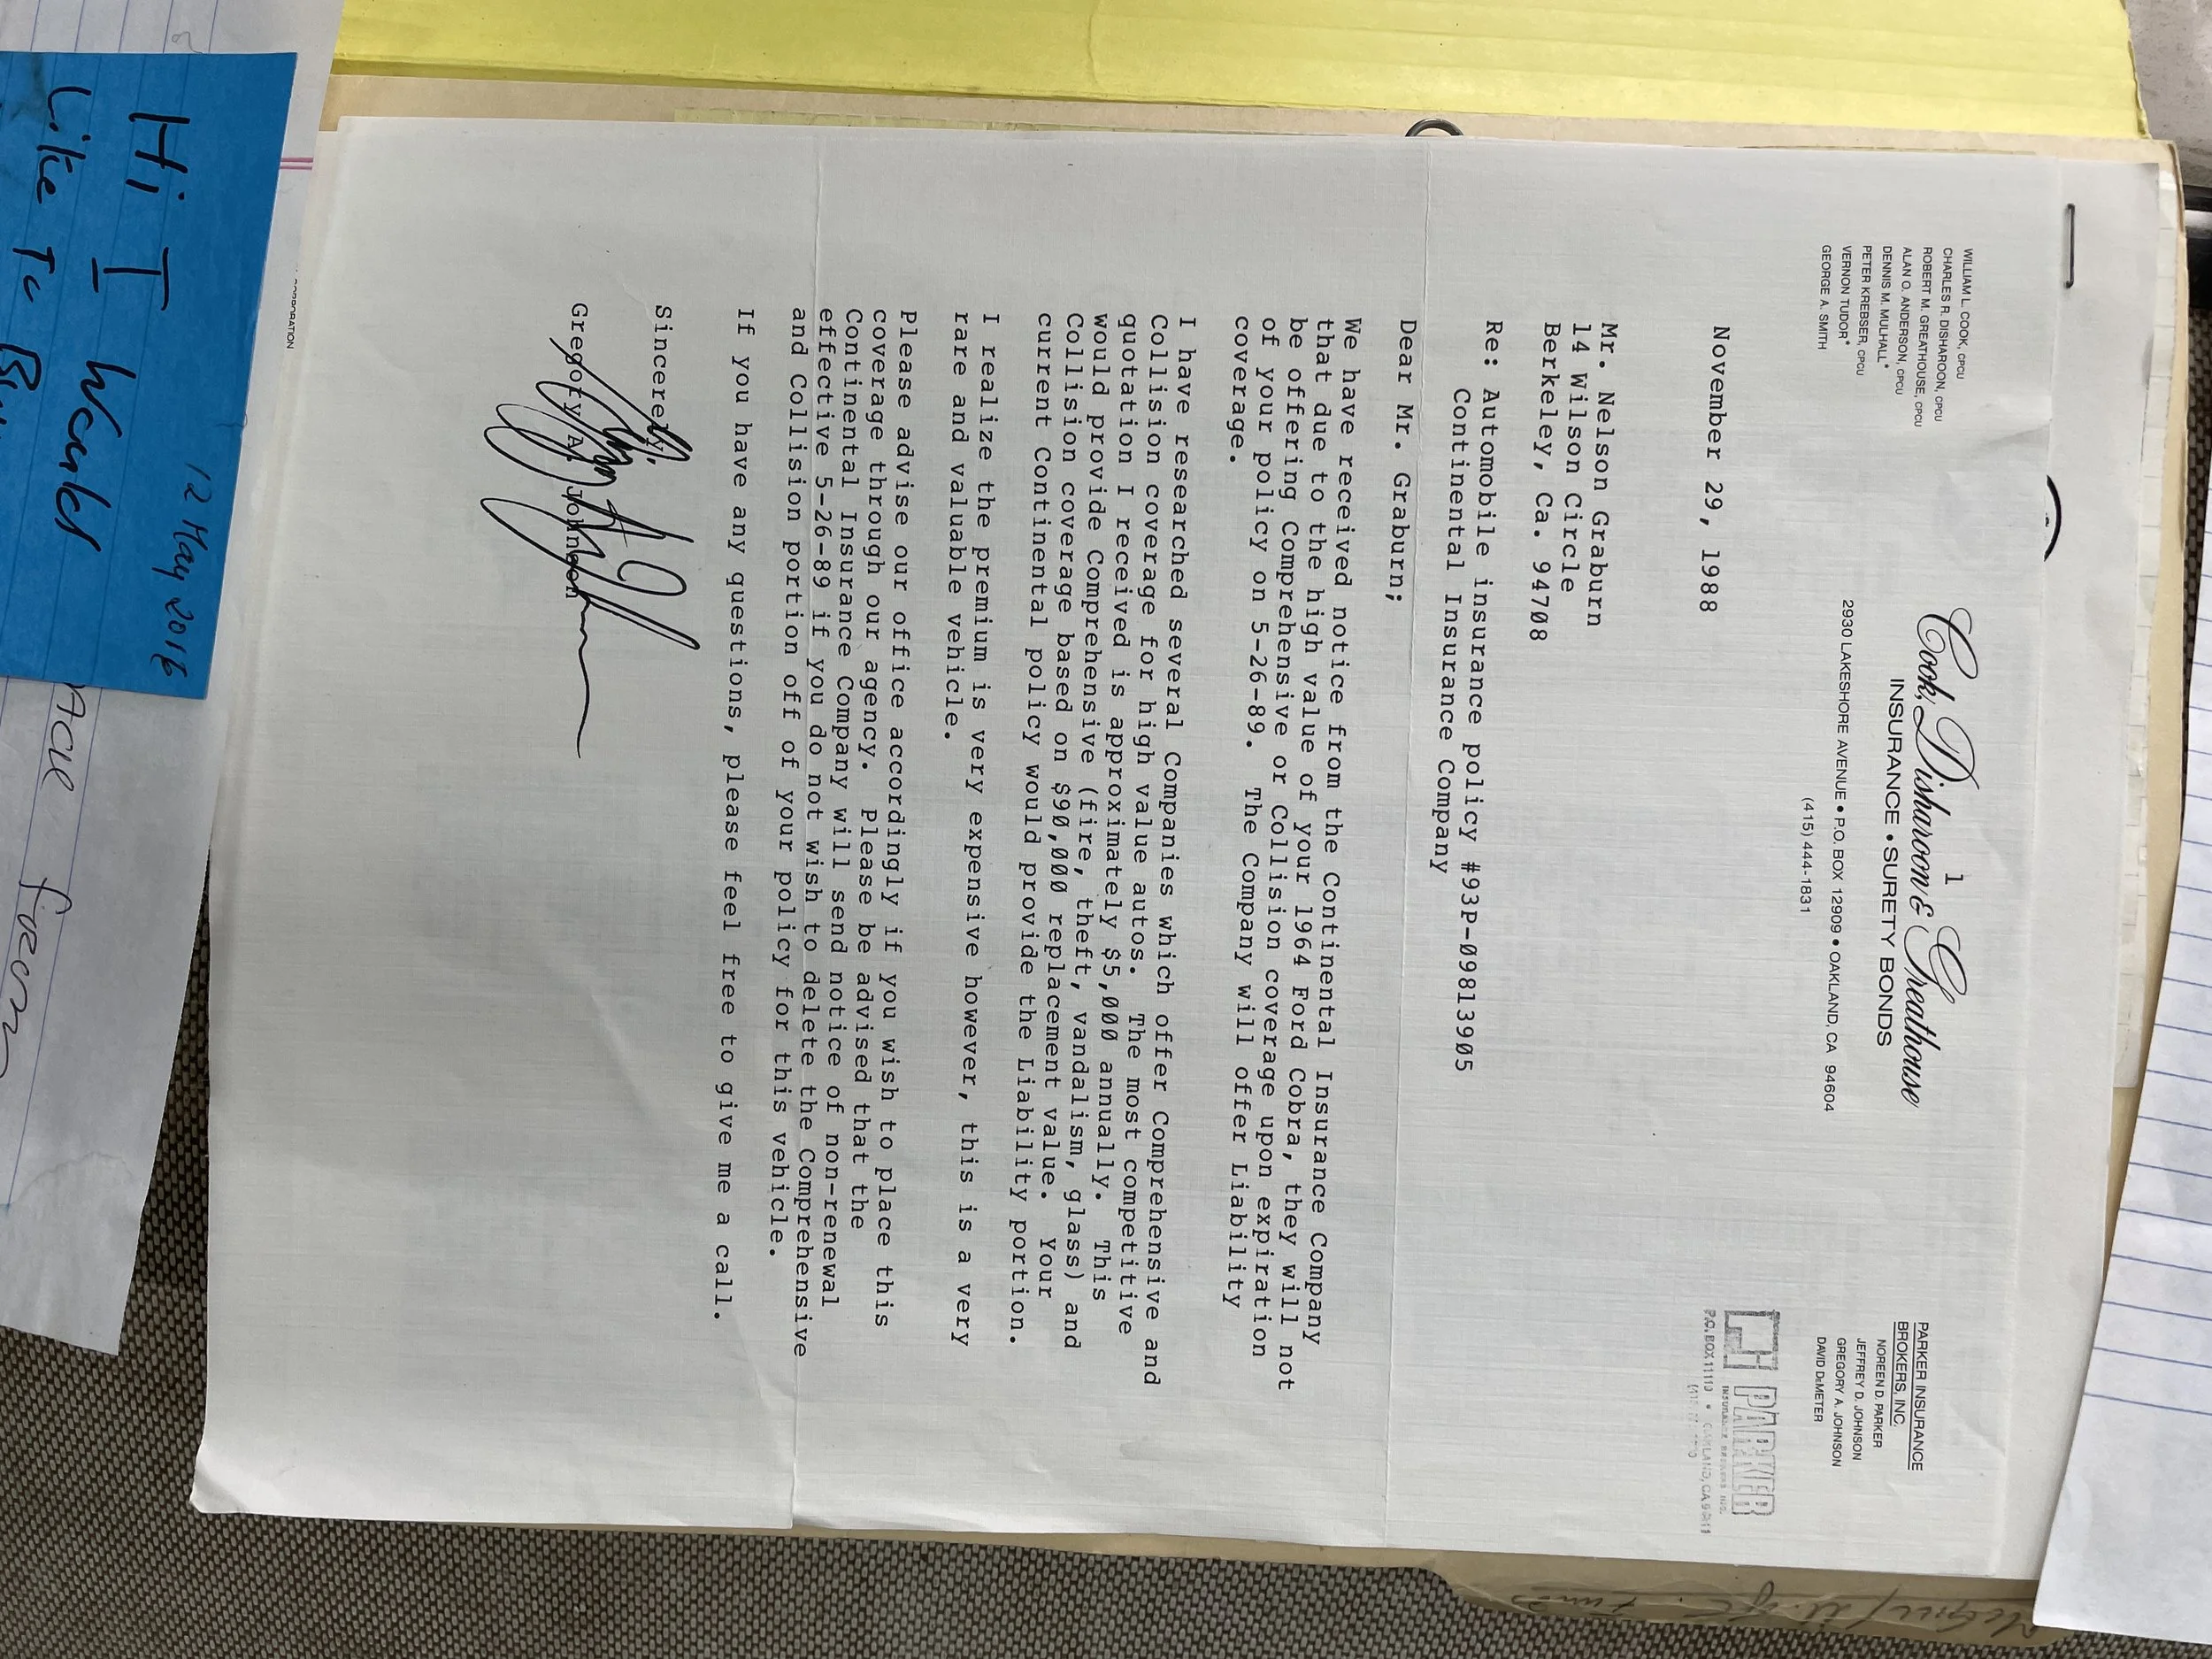 WILLIAM L. COOK, CPCU
CHARLES R. DISHAROON, CPCU
ROBERT M. GREATHOUSE, CPCU
ALAN O. ANDERSON, CPCU
DENNIS M. MULHALL*
PETER KREBSER, CPCU
VERNON TUDOR*
GEORGE A. SMITH
1
Cook, Disharoon & Greathouse
INSURANCE • SURETY BONDS
2930 LAKESHORE AVENUE • P.O. BOX 12909 • OAKLAND, CA 94604
(415) 444-1831
PARKER INSURANCE
BROKERS, INC.
NOREEN D. PARKER
JEFFREY D. JOHNSON
GREGORY A. JOHNSON
DAVID DeMETER
PARKER
INSURANCE BROKERS INC.
P.O. BOX 11110 • OAKLAND, CA
November 29, 1988
Mr. Nelson Graburn
14 Wilson Circle
Berkeley, Ca. 94708
Re: Automobile insurance policy #93P-09813905
Continental Insurance Company
Dear Mr. Graburn;
We have received notice from the Continental Insurance Company
that due to the high value of your 1964 Ford Cobra, they will not
be offering Comprehensive or Collision coverage upon expiration
of your policy on 5-26-89. The Company will offer Liability
coverage.
I have researched several Companies which offer Comprehensive and
Collision coverage for high value autos. The most competitive
quotation I received is approximately $5,000 annually. This
would provide Comprehensive (fire, theft, vandalism, glass) and
Collision coverage based on $90,000 replacement value. Your
current Continental policy would provide the Liability portion.
I realize the premium is very expensive however, this is a very
rare and valuable vehicle.
Please advise our office accordingly if you wish to place this
coverage through our agency. Please be advised that the
Continental Insurance Company will send notice of non-renewal
effective 5-26-89 if you do not wish to delete the Comprehensive
and Collision portion off of your policy for this vehicle.
If you have any questions, please feel free to give me a call.
Sincerely,
Gregory A. Johnson
12 May 2016
Hi I
Like to
CORPORATION
from